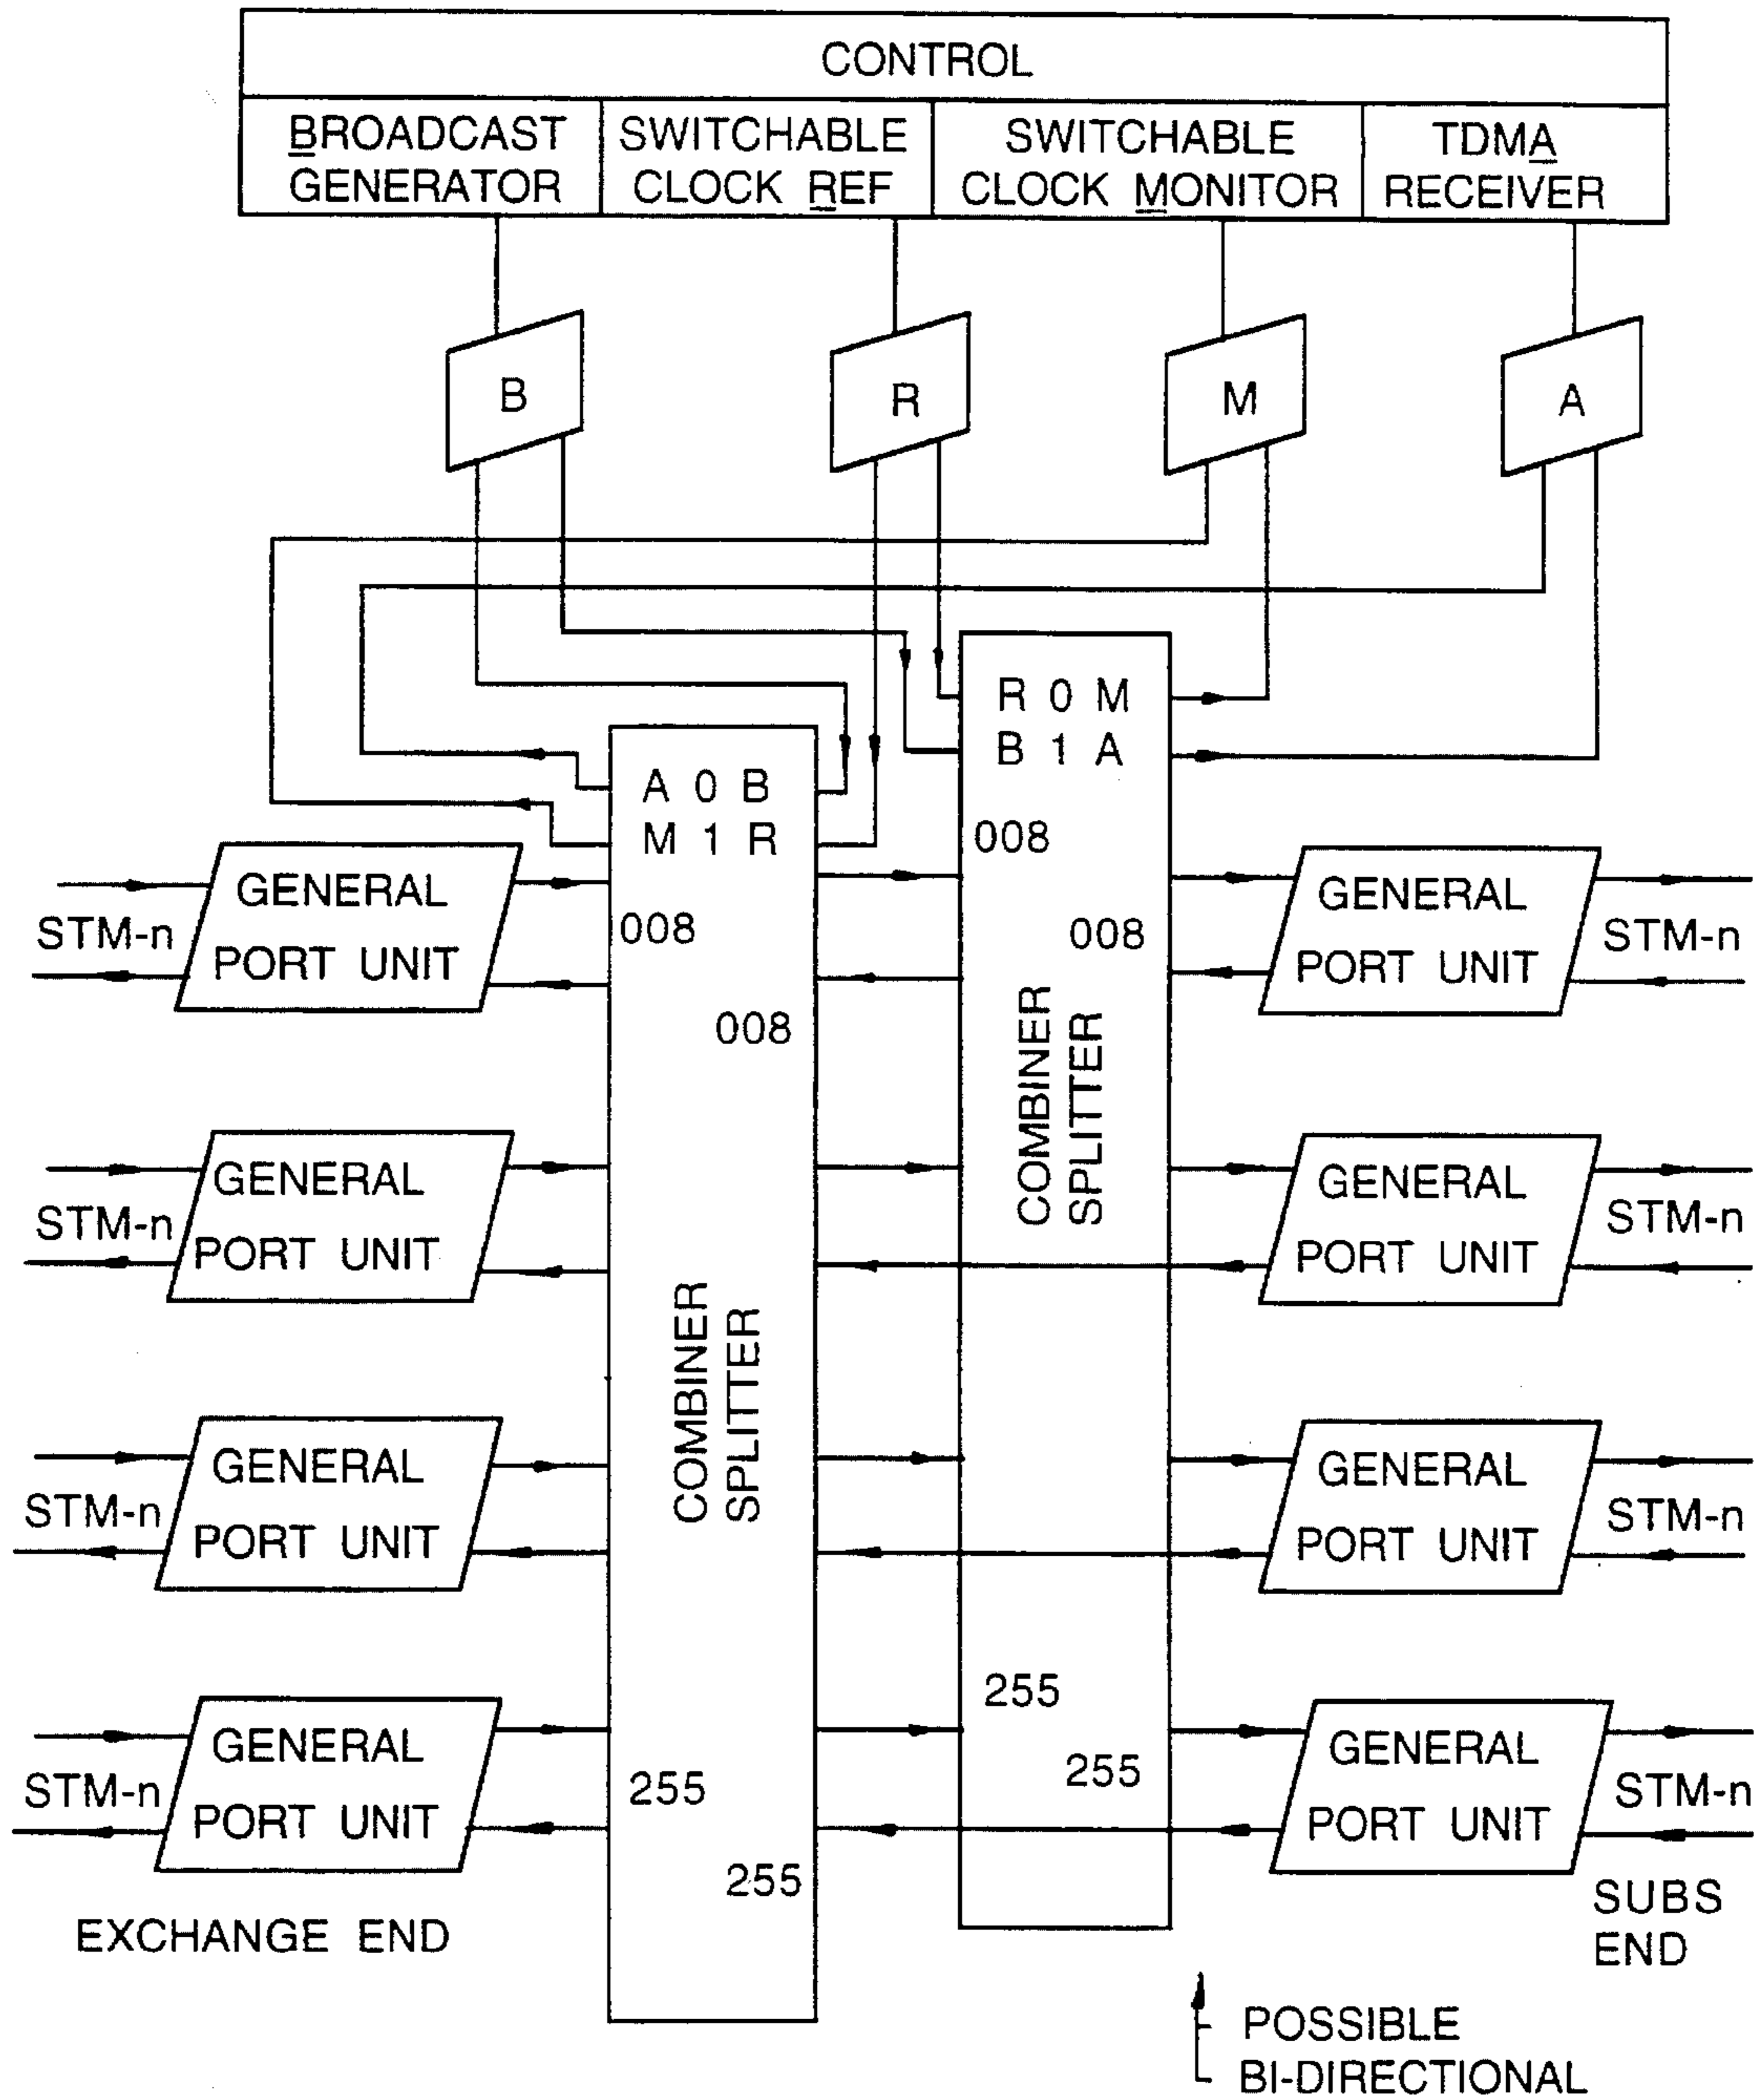 CONTROL
BROADCAST GENERATOR
SWITCHABLE CLOCK REF
SWITCHABLE CLOCK MONITOR
TDMA RECEIVER
B
R
M
A
R 0 M
B 1 A
A 0 B
M 1 R
008
008
008
008
GENERAL
PORT UNIT
STM-n
GENERAL
PORT UNIT
STM-n
COMBINER
SPLITTER
GENERAL
PORT UNIT
STM-n
GENERAL
PORT UNIT
STM-n
COMBINER
SPLITTER
GENERAL
PORT UNIT
STM-n
GENERAL
PORT UNIT
STM-n
255
255
255
255
GENERAL
PORT UNIT
STM-n
GENERAL
PORT UNIT
STM-n
EXCHANGE END
SUBS
END
POSSIBLE
BI-DIRECTIONAL